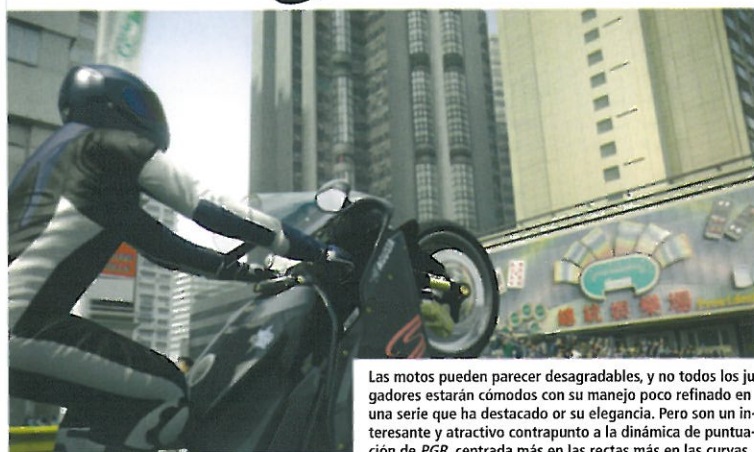 Las motos pueden parecer desagradables, y no todos los ju-
gadores estarán cómodos con su manejo poco refinado en
una serie que ha destacado or su elegancia. Pero son un in-
teresante y atractivo contrapunto a la dinámica de puntua-
ción de PGR, centrada más en las rectas más en las curvas.